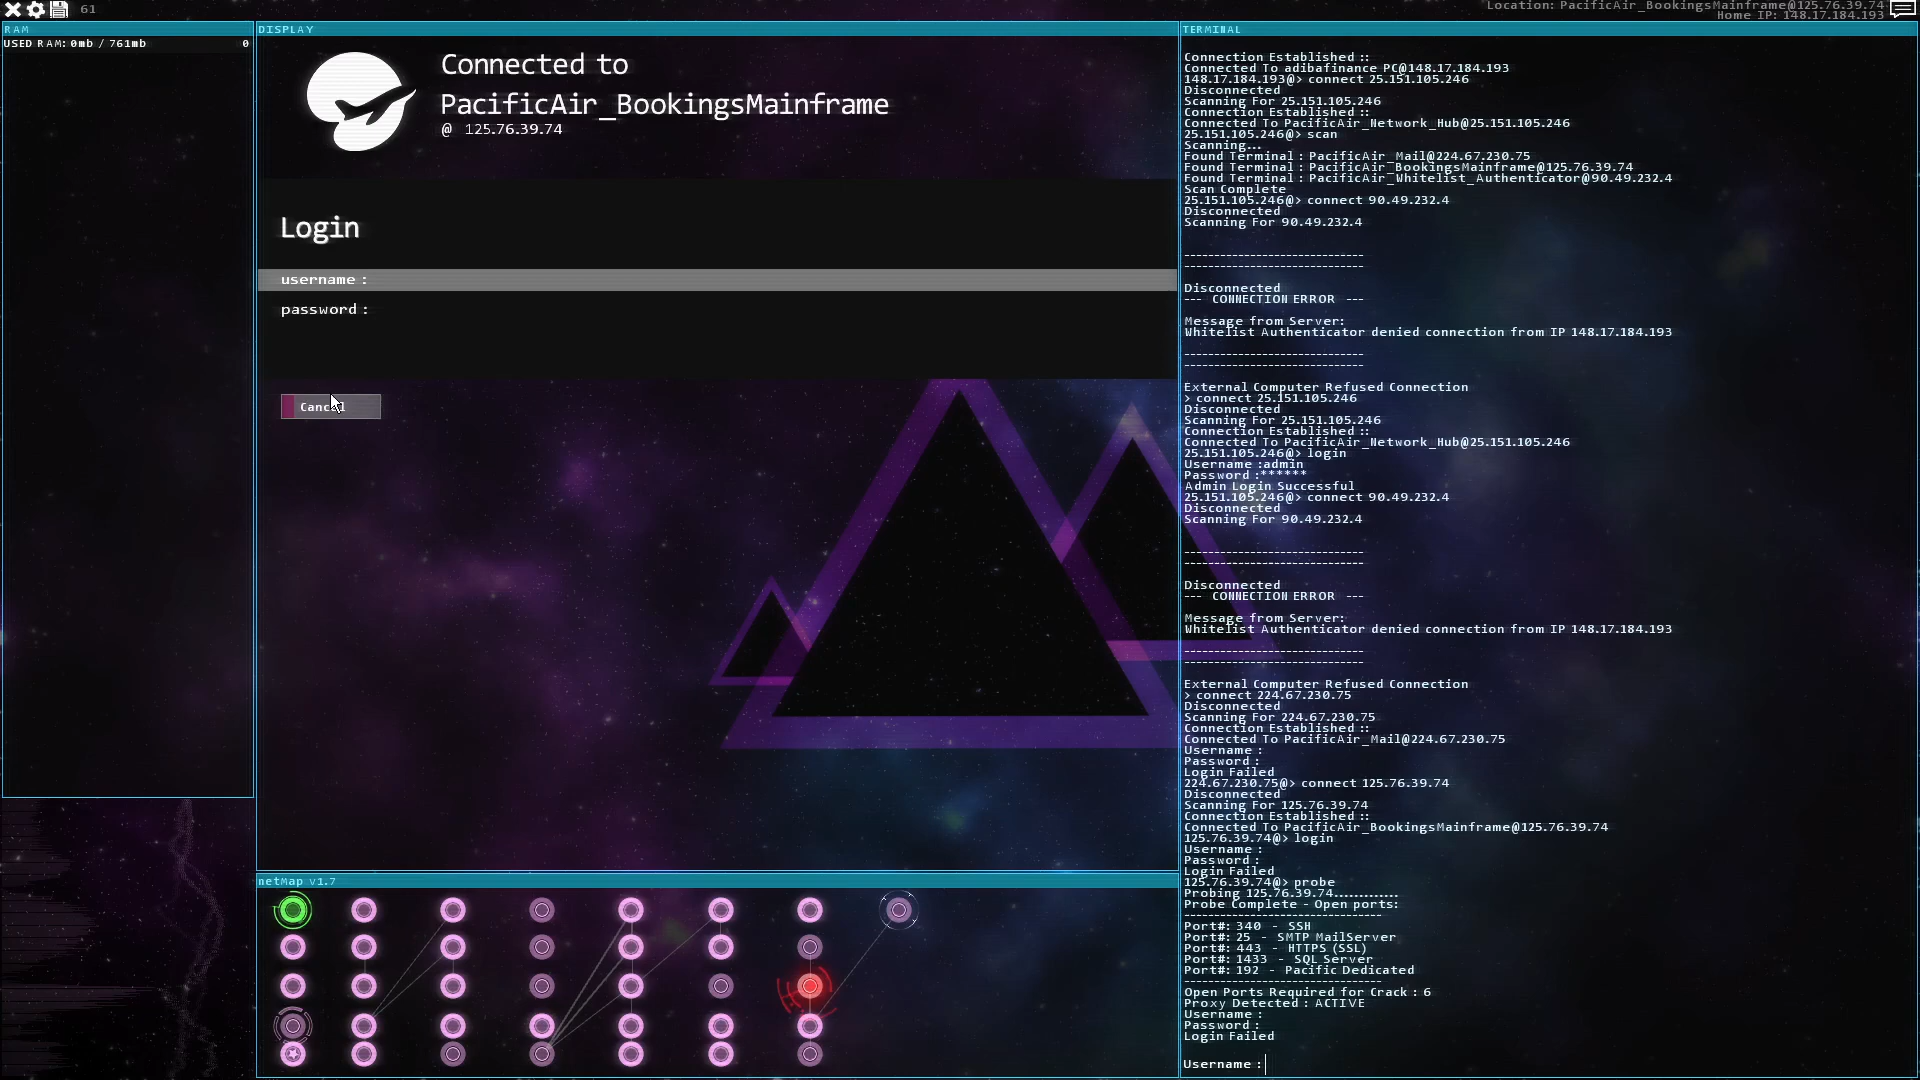 61
Location: PacificAir_BookingsMainframe@125.76.39.74
Home IP: 148.17.184.193
RAM
USED RAM: 0mb / 761mb 0
DISPLAY
Connected to
PacificAir_BookingsMainframe
@ 125.76.39.74
Login
username :
password :
Cancel
netMap v1.7
TERMINAL
Connection Established ::
Connected To adibafinance PC@148.17.184.193
148.17.184.193@> connect 25.151.105.246
Disconnected
Scanning For 25.151.105.246
Connection Established ::
Connected To PacificAir_Network_Hub@25.151.105.246
25.151.105.246@> scan
Scanning...
Found Terminal : PacificAir_Mail@224.67.230.75
Found Terminal : PacificAir_BookingsMainframe@125.76.39.74
Found Terminal : PacificAir_Whitelist_Authenticator@90.49.232.4
Scan Complete
25.151.105.246@> connect 90.49.232.4
Disconnected
Scanning For 90.49.232.4
------------------------------
------------------------------
Disconnected
--- CONNECTION ERROR ---
Message from Server:
Whitelist Authenticator denied connection from IP 148.17.184.193
------------------------------
------------------------------
External Computer Refused Connection
> connect 25.151.105.246
Disconnected
Scanning For 25.151.105.246
Connection Established ::
Connected To PacificAir_Network_Hub@25.151.105.246
25.151.105.246@> login
Username :admin
Password :******
Admin Login Successful
25.151.105.246@> connect 90.49.232.4
Disconnected
Scanning For 90.49.232.4
------------------------------
------------------------------
Disconnected
--- CONNECTION ERROR ---
Message from Server:
Whitelist Authenticator denied connection from IP 148.17.184.193
------------------------------
------------------------------
External Computer Refused Connection
> connect 224.67.230.75
Disconnected
Scanning For 224.67.230.75
Connection Established ::
Connected To PacificAir_Mail@224.67.230.75
Username :
Password :
Login Failed
224.67.230.75@> connect 125.76.39.74
Disconnected
Scanning For 125.76.39.74
Connection Established ::
Connected To PacificAir_BookingsMainframe@125.76.39.74
125.76.39.74@> login
Username :
Password :
Login Failed
125.76.39.74@> probe
Probing 125.76.39.74.............
Probe Complete - Open ports:
---------------------------------
Port#: 340 - SSH
Port#: 25 - SMTP MailServer
Port#: 443 - HTTPS (SSL)
Port#: 1433 - SQL Server
Port#: 192 - Pacific Dedicated
---------------------------------
Open Ports Required for Crack : 6
Proxy Detected : ACTIVE
Username :
Password :
Login Failed
Username :